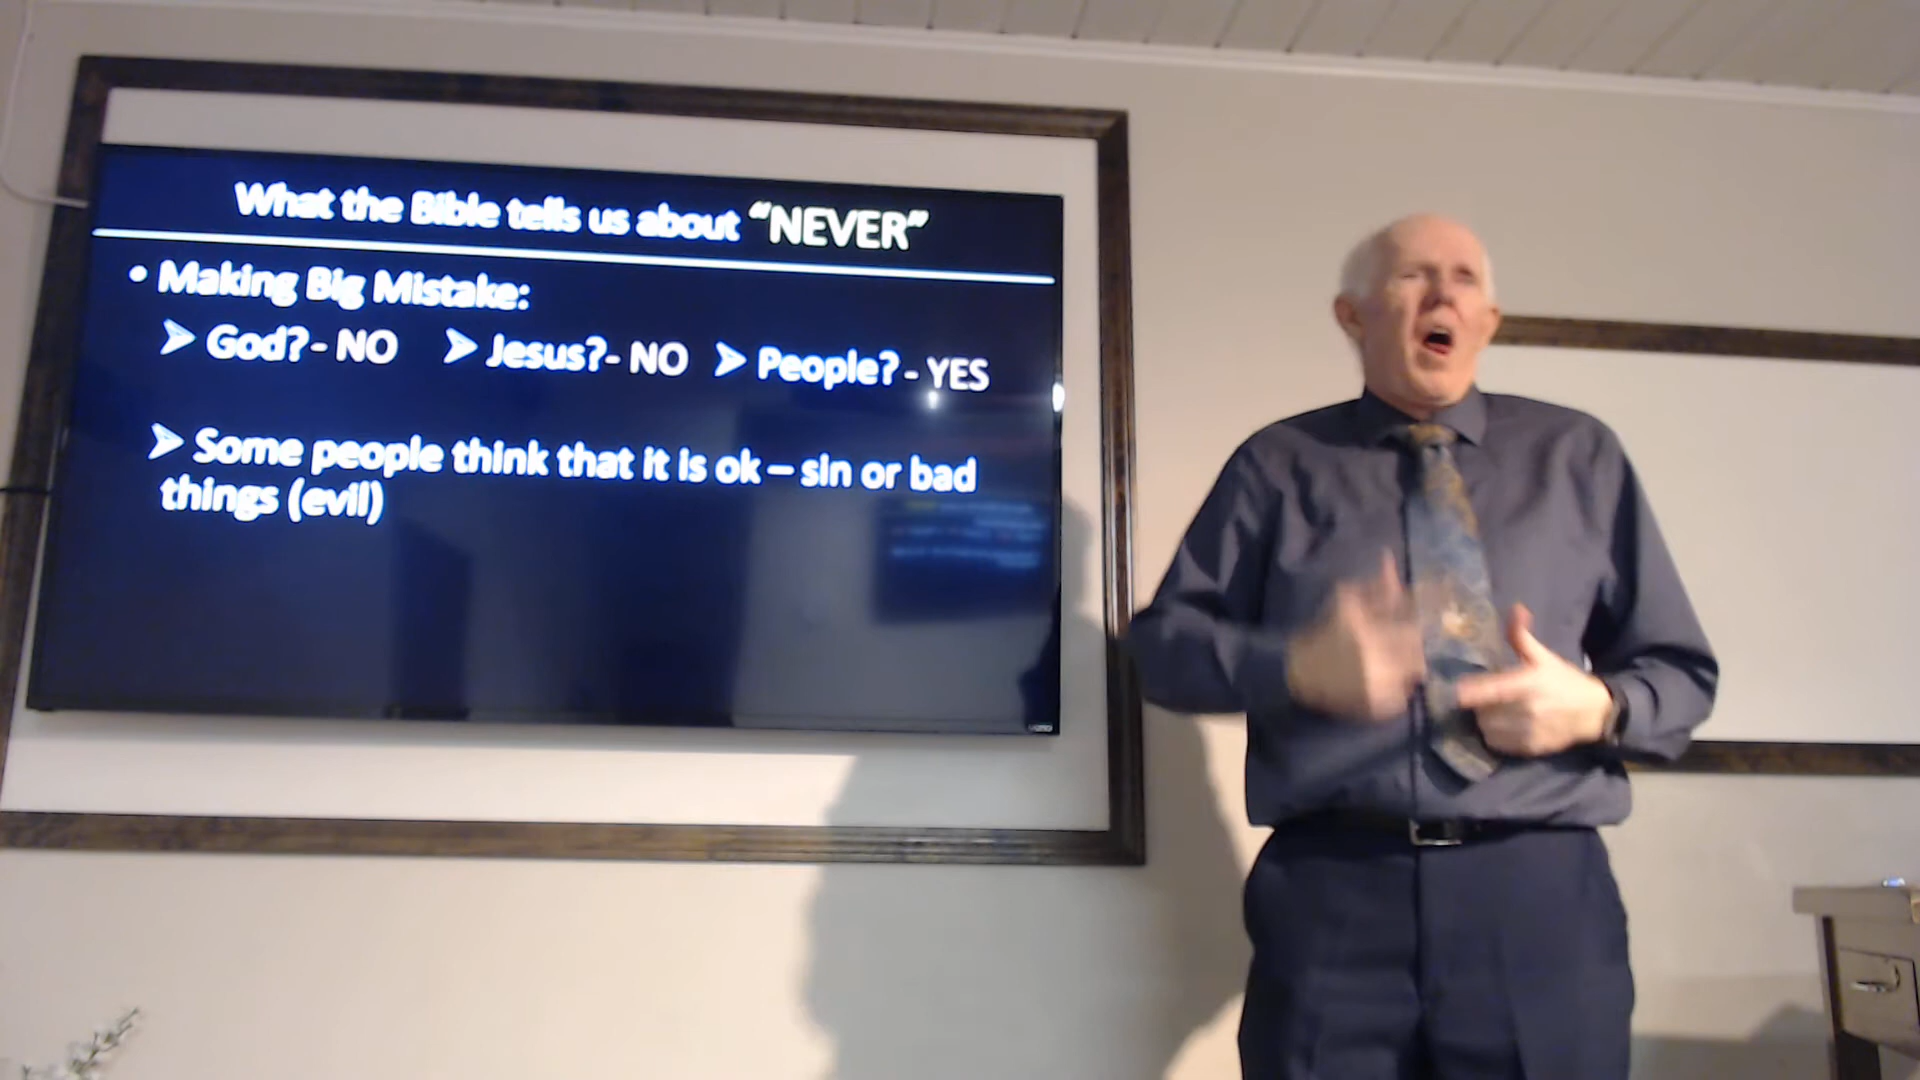 What the Bible tells us about “NEVER”
• Making Big Mistake:
➢ God? - NO ➢ Jesus? - NO ➢ People? - YES
➢ Some people think that it is ok – sin or bad
things (evil)